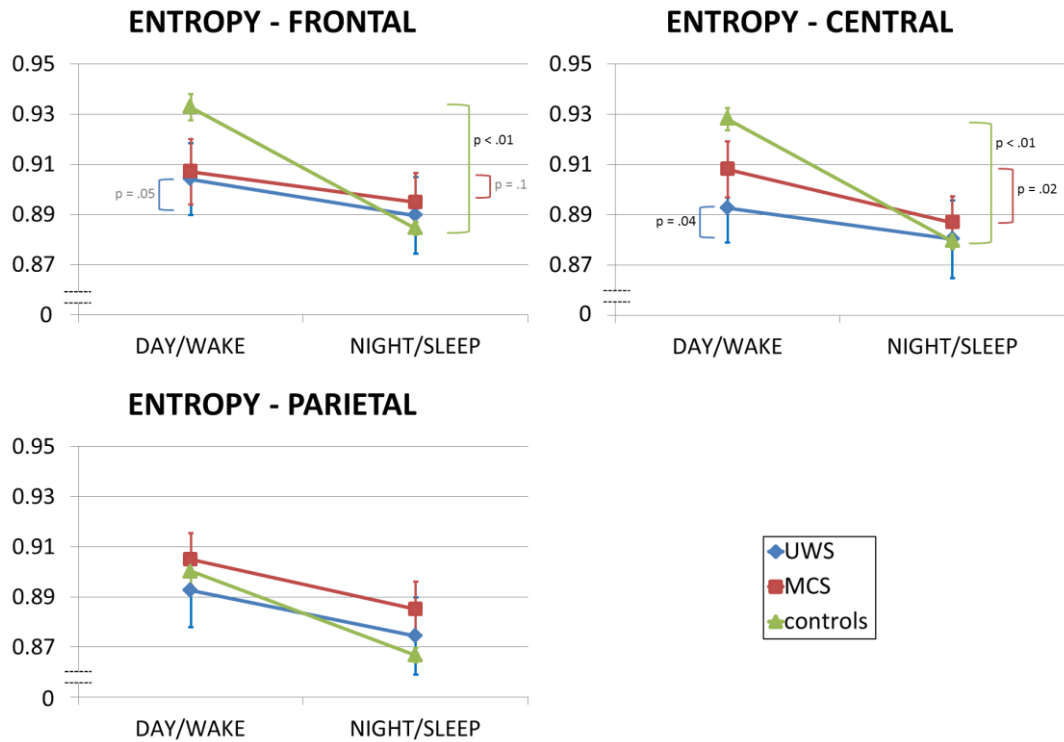 ENTROPY - FRONTAL
0.95
0.93
0.91
0.89
0.87
0
p = .05
p < .01
p = .1
DAY/WAKE
NIGHT/SLEEP
ENTROPY - CENTRAL
0.95
0.93
0.91
0.89
0.87
0
p = .04
p < .01
p = .02
DAY/WAKE
NIGHT/SLEEP
ENTROPY - PARIETAL
0.95
0.93
0.91
0.89
0.87
0
DAY/WAKE
NIGHT/SLEEP
UWS
MCS
controls